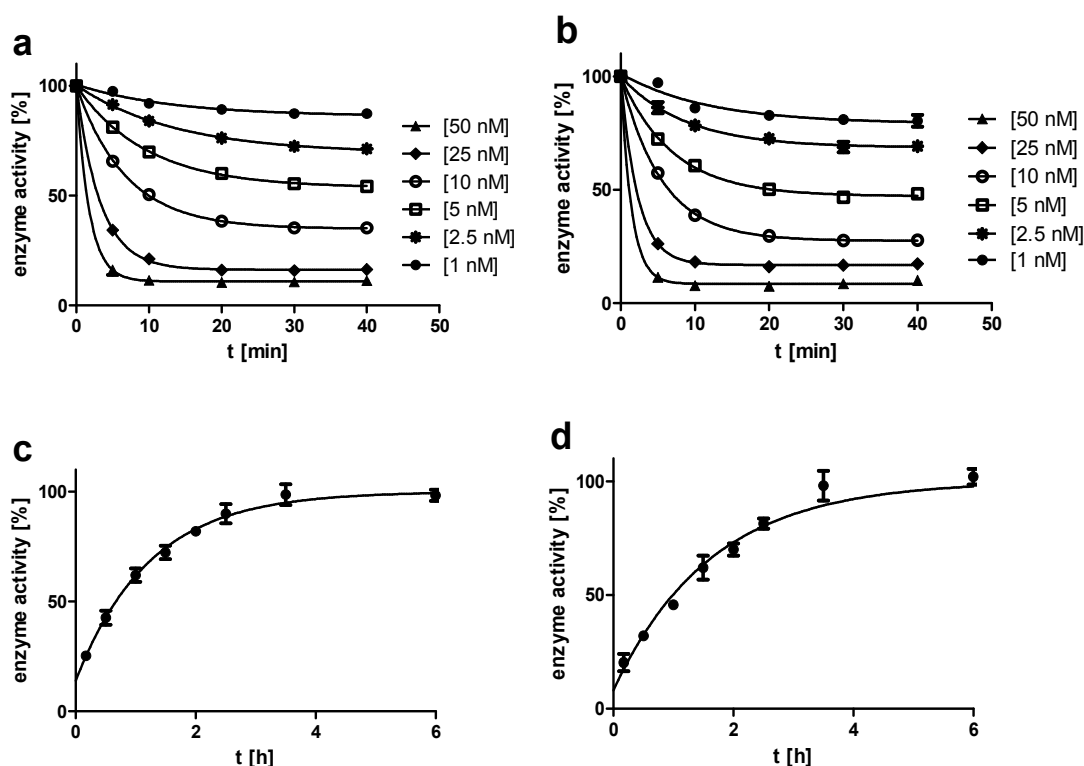 a
enzyme activity [%]
100
50
0
0 10 20 30 40 50
t [min]
[50 nM]
[25 nM]
[10 nM]
[5 nM]
[2.5 nM]
[1 nM]
b
enzyme activity [%]
100
50
0
0 10 20 30 40 50
t [min]
[50 nM]
[25 nM]
[10 nM]
[5 nM]
[2.5 nM]
[1 nM]
c
enzyme activity [%]
100
50
0
0 2 4 6
t [h]
d
enzyme activity [%]
100
50
0
0 2 4 6
t [h]